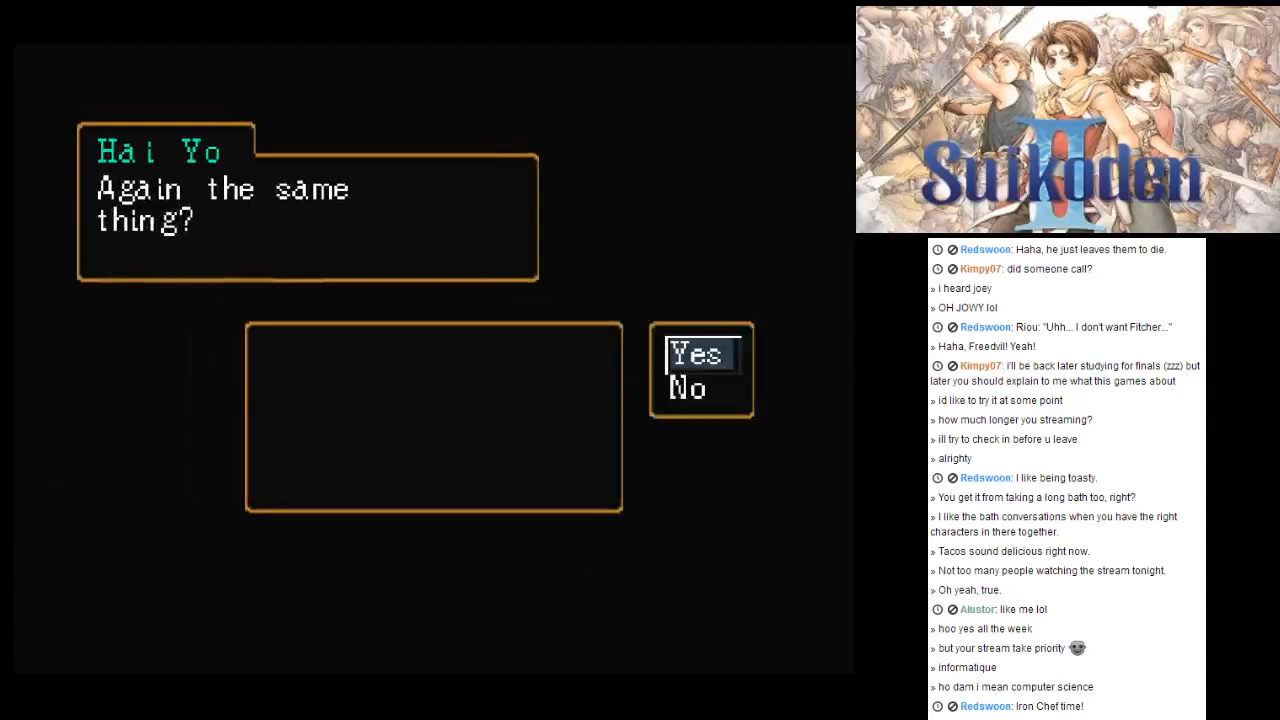 Hai Yo
Again the same
thing?
Yes
No
Suikoden
II
Redswoon: Haha, he just leaves them to die.
Kimpy07: did someone call?
» i heard joey
» OH JOWY lol
Redswoon: Riou: "Uhh... I don't want Fitcher..."
» Haha, Freedvil! Yeah!
Kimpy07: i'll be back later studying for finals (zzz) but
later you should explain to me what this games about
» id like to try it at some point
» how much longer you streaming?
» ill try to check in before u leave
» alrighty
Redswoon: I like being toasty.
» You get it from taking a long bath too, right?
» I like the bath conversations when you have the right
characters in there together.
» Tacos sound delicious right now.
» Not too many people watching the stream tonight.
» Oh yeah, true.
Alustor: like me lol
» hoo yes all the week
» but your stream take priority
» informatique
» ho dam i mean computer science
Redswoon: Iron Chef time!